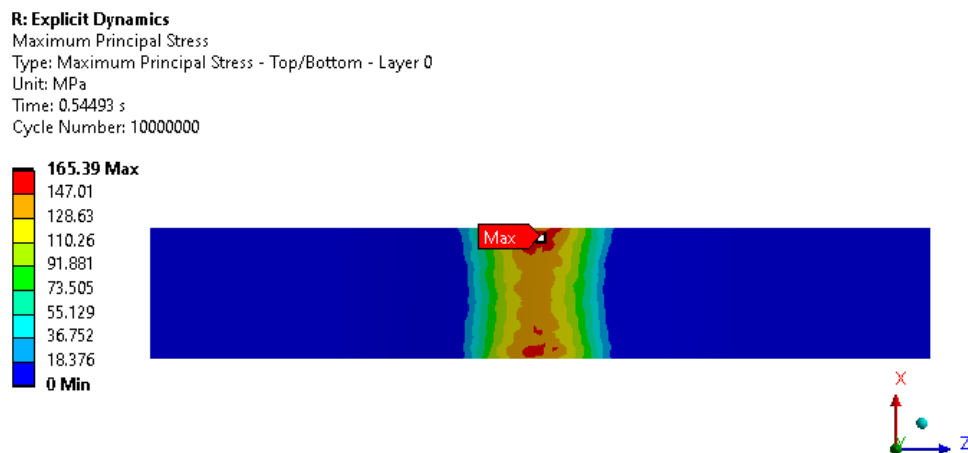 R: Explicit Dynamics
Maximum Principal Stress
Type: Maximum Principal Stress - Top/Bottom - Layer 0
Unit: MPa
Time: 0.54493 s
Cycle Number: 10000000
165.39 Max
147.01
128.63
110.26
91.881
73.505
55.129
36.752
18.376
0 Min
Max
X
Y
Z